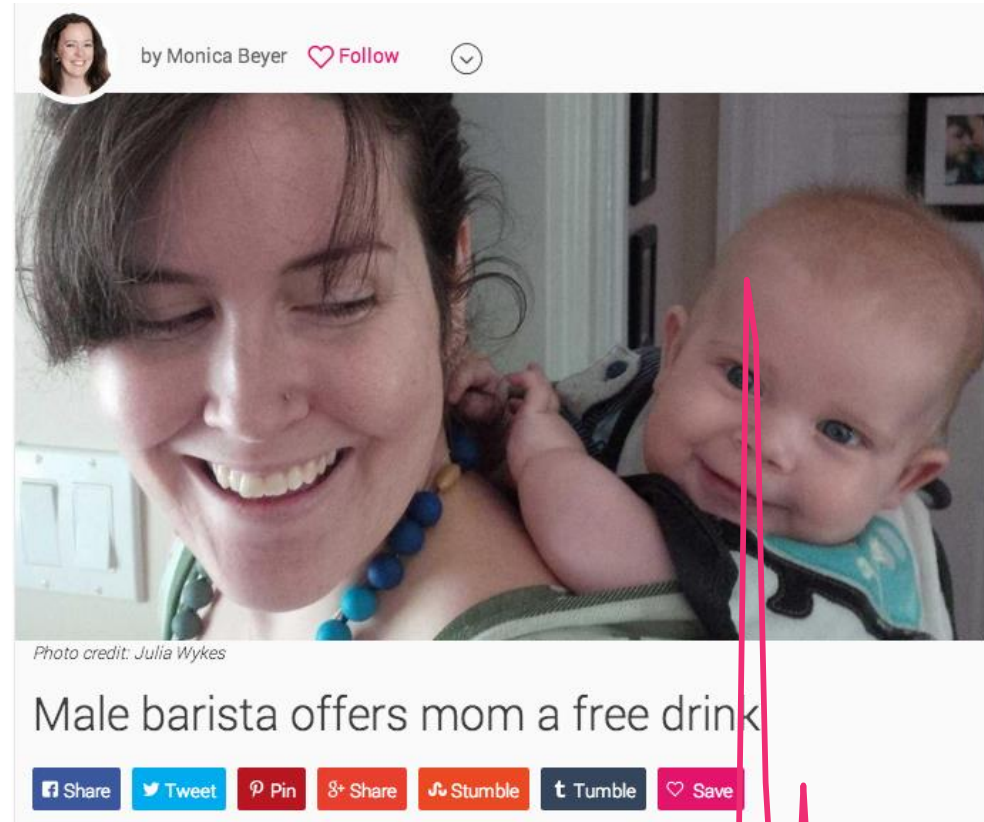 by Monica Beyer Follow
Photo credit: Julia Wykes
Male barista offers mom a free drink
Share Tweet Pin Share Stumble Tumble Save